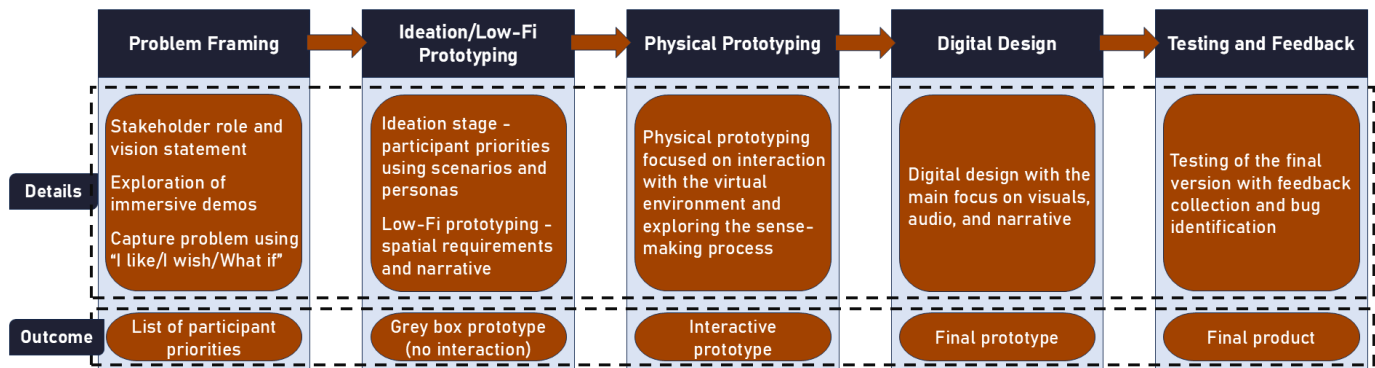 Problem Framing
Ideation/Low-Fi
Prototyping
Physical Prototyping
Digital Design
Testing and Feedback
Details
Stakeholder role and
vision statement
Exploration of
immersive demos
Capture problem using
“I like/I wish/What if”
Ideation stage -
participant priorities
using scenarios and
personas
Low-Fi prototyping -
spatial requirements
and narrative
Physical prototyping
focused on interaction
with the virtual
environment and
exploring the sense-
making process
Digital design with the
main focus on visuals,
audio, and narrative
Testing of the final
version with feedback
collection and bug
identification
Outcome
List of participant
priorities
Grey box prototype
(no interaction)
Interactive
prototype
Final prototype
Final product